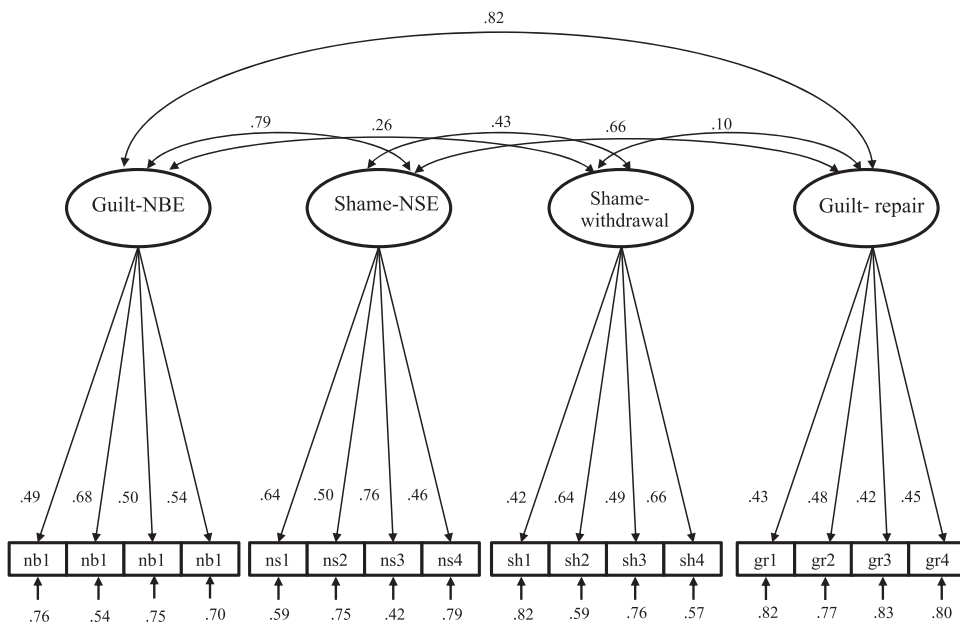 .82
.79
.26
.43
.66
.10
Guilt-NBE
Shame-NSE
Shame-
withdrawal
Guilt- repair
.49 .68 .50 .54
.64 .50 .76 .46
.42 .64 .49 .66
.43 .48 .42 .45
nb1 nb1 nb1 nb1
ns1 ns2 ns3 ns4
sh1 sh2 sh3 sh4
gr1 gr2 gr3 gr4
.76 .54 .75 .70
.59 .75 .42 .79
.82 .59 .76 .57
.82 .77 .83 .80